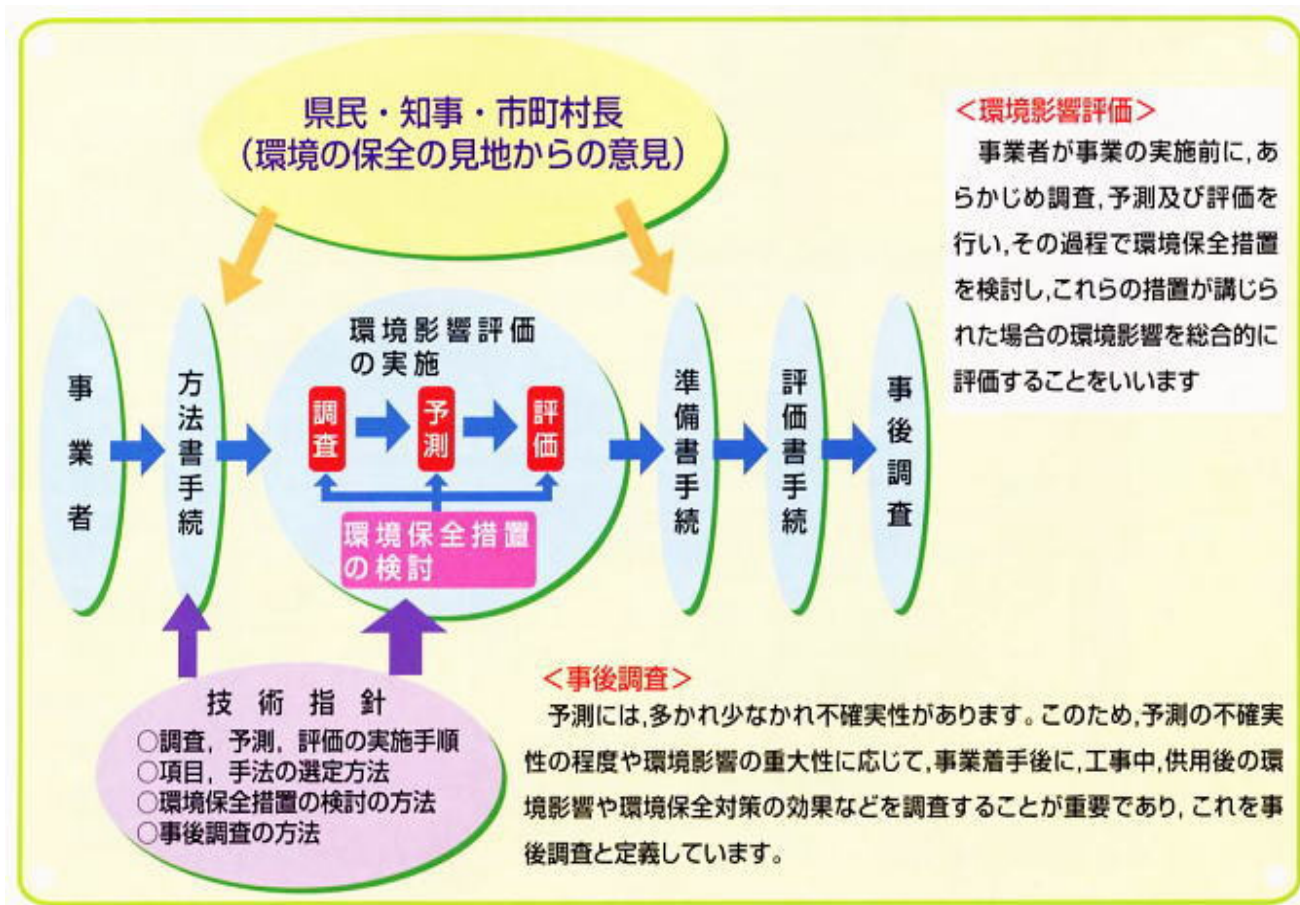 県民・知事・市町村長
（環境の保全の見地からの意見）
＜環境影響評価＞
事業者が事業の実施前に，あ
らかじめ調査，予測及び評価を
行い，その過程で環境保全措置
を検討し，これらの措置が講じら
れた場合の環境影響を総合的に
評価することをいいます
事業者
方法書手続
環境影響評価
の実施
調査
予測
評価
環境保全措置
の検討
準備書手続
評価書手続
事後調査
技術指針
○調査，予測，評価の実施手順
○項目，手法の選定方法
○環境保全措置の検討の方法
○事後調査の方法
＜事後調査＞
予測には，多かれ少なかれ不確実性があります。このため，予測の不確実
性の程度や環境影響の重大性に応じて，事業着手後に，工事中，供用後の環
境影響や環境保全対策の効果などを調査することが重要であり，これを事
後調査と定義しています。